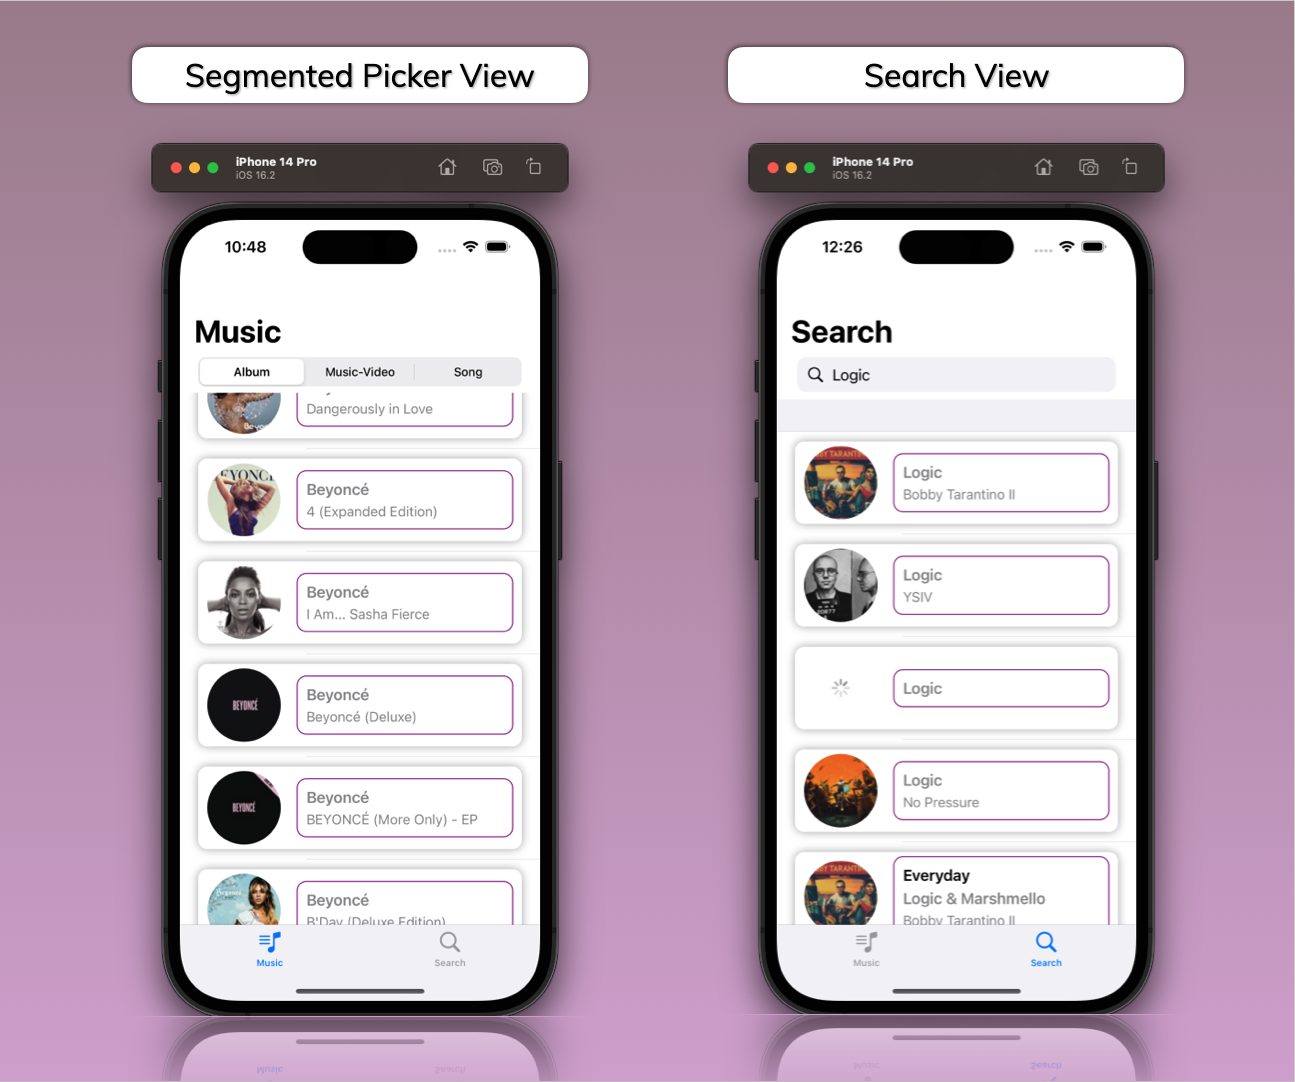 Segmented Picker View
iPhone 14 Pro
iOS 16.2
10:48
Music
Album
Music-Video
Song
Dangerously in Love
Beyoncé
4 (Expanded Edition)
Beyoncé
I Am... Sasha Fierce
BEYONCÉ
Beyoncé
Beyoncé (Deluxe)
BEYONCÉ
Beyoncé
BEYONCÉ (More Only) - EP
Beyoncé
B'Day (Deluxe Edition)
Music
Search
Search View
iPhone 14 Pro
iOS 16.2
12:26
Search
Logic
Logic
Bobby Tarantino II
Logic
YSIV
Logic
Logic
No Pressure
Everyday
Logic & Marshmello
Bobby Tarantino II
Music
Search